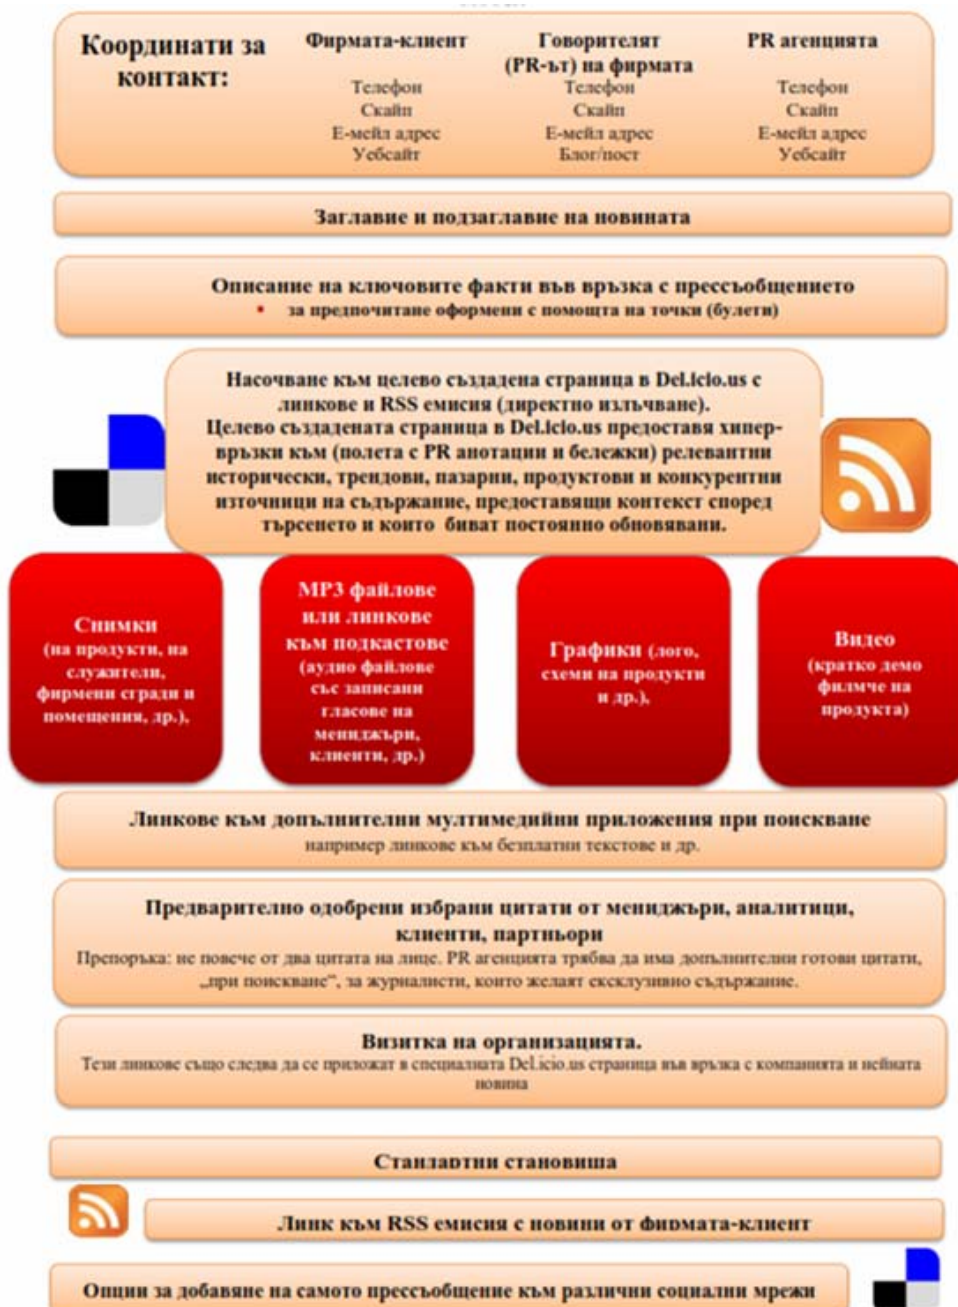 Координати за
контакт:
Фирмата-клиент
Телефон
Скайп
Е-мейл адрес
Уебсайт
Говорителят
(PR-ът) на фирмата
Телефон
Скайп
Е-мейл адрес
Блог/пост
PR агенцията
Телефон
Скайп
Е-мейл адрес
Уебсайт
Заглавие и подзаглавие на новината
Описание на ключовите факти във връзка с прессъобщението
• за предпочитане оформени с помощта на точки (булети)
Насочване към целево създадена страница в Del.icio.us с
линкове и RSS емисия (директно излъчване).
Целево създадената страница в Del.icio.us предоставя хипер-
връзки към (полета с PR анотации и бележки) релевантни
исторически, трендови, пазарни, продуктови и конкурентни
източници на съдържание, предоставящи контекст според
търсенето и които биват постоянно обновявани.
Снимки
(на продукти, на
служители,
фирмени сгради и
помещения, др.),
MP3 файлове
или линкове
към подкастове
(аудио файлове
със записани
гласове на
мениджъри,
клиенти, др.)
Графики (лого,
схеми на продукти
и др.),
Видео
(кратко демо
филмче на
продукта)
Линкове към допълнителни мултимедийни приложения при поискване
например линкове към безплатни текстове и др.
Предварително одобрени избрани цитати от мениджъри, аналитици,
клиенти, партньори
Препоръка: не повече от два цитата на лице. PR агенцията трябва да има допълнителни готови цитати,
„при поискване“, за журналисти, които желаят ексклузивно съдържание.
Визитка на организацията.
Тези линкове също следва да се приложат в специалната Del.icio.us страница във връзка с компанията и нейната
новина
Стандартни становища
Линк към RSS емисия с новини от фирмата-клиент
Опции за добавяне на самото прессъобщение към различни социални мрежи